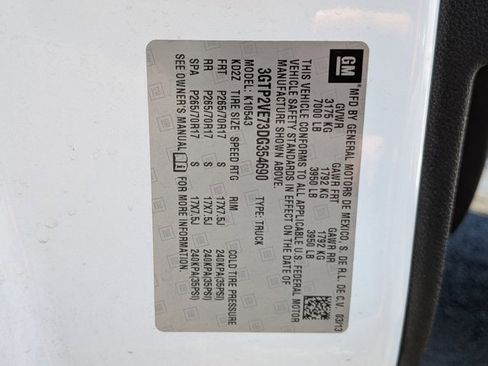 GM MFD BY GENERAL MOTORS DE MEXICO, S. DE R.L. DE C.V. 03/13
GVWR GAWR FRT GAWR RR
3175 KG 1792 KG 1792 KG
7000 LB 3950 LB 3950 LB
THIS VEHICLE CONFORMS TO ALL APPLICABLE U.S. FEDERAL MOTOR
VEHICLE SAFETY STANDARDS IN EFFECT ON THE DATE OF
MANUFACTURE SHOWN ABOVE.
3GTP2VE73DG354690 TYPE: TRUCK
MODEL: K10543
KD2Z TIRE SIZE SPEED RTG RIM COLD TIRE PRESSURE
FRT P265/70R17 S 17X7.5J 240KPA(35PSI)
RR P265/70R17 S 17X7.5J 240KPA(35PSI)
SPA P265/70R17 S 17X7.5J 240KPA(35PSI)
SEE OWNER'S MANUAL FOR MORE INFORMATION.